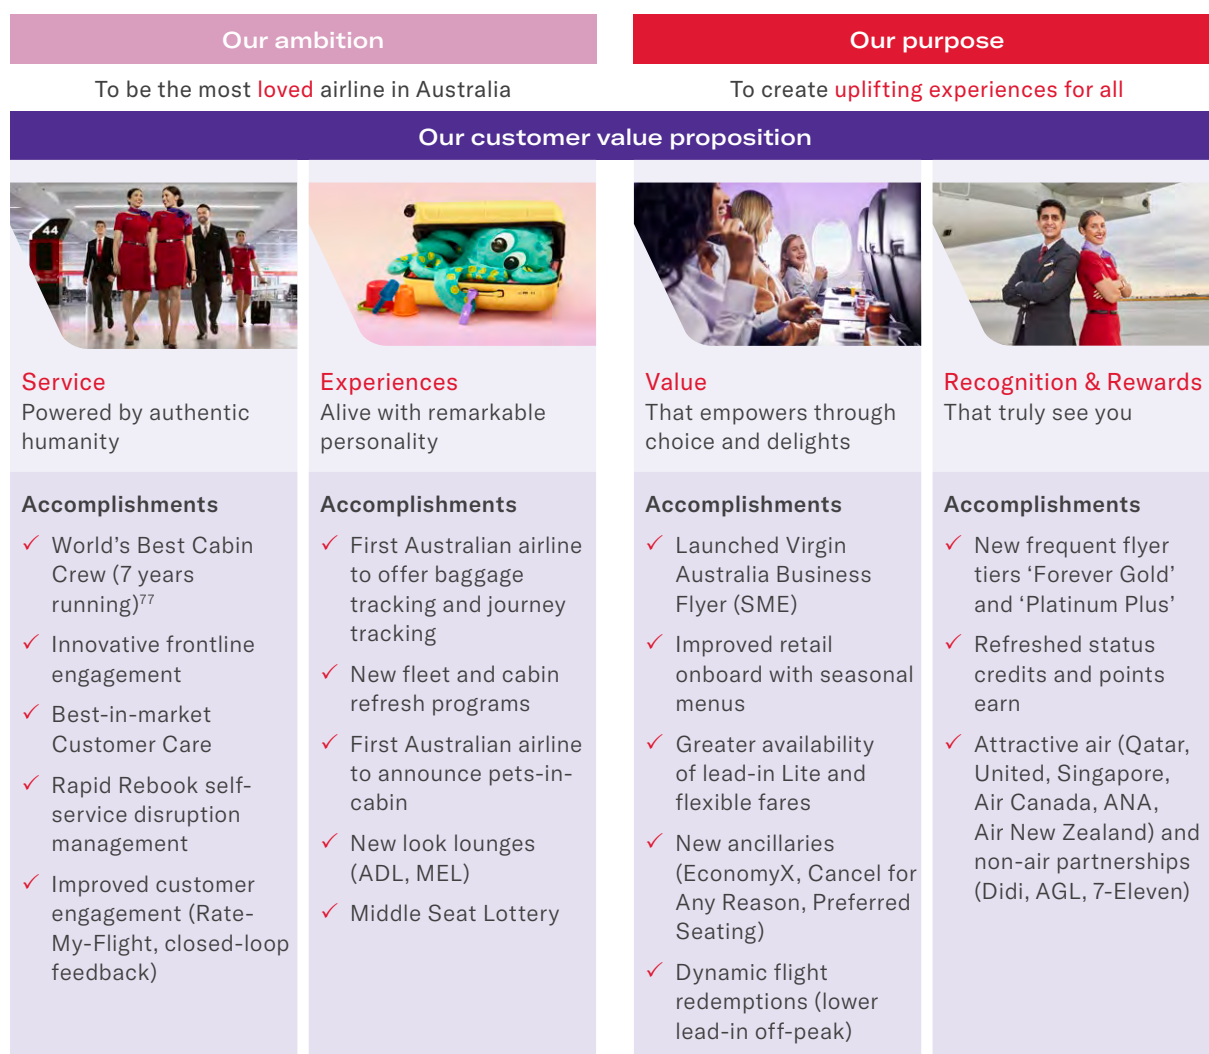 Our ambition
Our purpose
To be the most loved airline in Australia
To create uplifting experiences for all
Our customer value proposition
44
Service
Powered by authentic
humanity
Accomplishments
World’s Best Cabin
Crew (7 years
running)77
Innovative frontline
engagement
Best-in-market
Customer Care
Rapid Rebook self-
service disruption
management
Improved customer
engagement (Rate-
My-Flight, closed-loop
feedback)
Experiences
Alive with remarkable
personality
Accomplishments
First Australian airline
to offer baggage
tracking and journey
tracking
New fleet and cabin
refresh programs
First Australian airline
to announce pets-in-
cabin
New look lounges
(ADL, MEL)
Middle Seat Lottery
Value
That empowers through
choice and delights
Accomplishments
Launched Virgin
Australia Business
Flyer (SME)
Improved retail
onboard with seasonal
menus
Greater availability
of lead-in Lite and
flexible fares
New ancillaries
(EconomyX, Cancel for
Any Reason, Preferred
Seating)
Dynamic flight
redemptions (lower
lead-in off-peak)
Recognition & Rewards
That truly see you
Accomplishments
New frequent flyer
tiers ‘Forever Gold’
and ‘Platinum Plus’
Refreshed status
credits and points
earn
Attractive air (Qatar,
United, Singapore,
Air Canada, ANA,
Air New Zealand) and
non-air partnerships
(Didi, AGL, 7-Eleven)